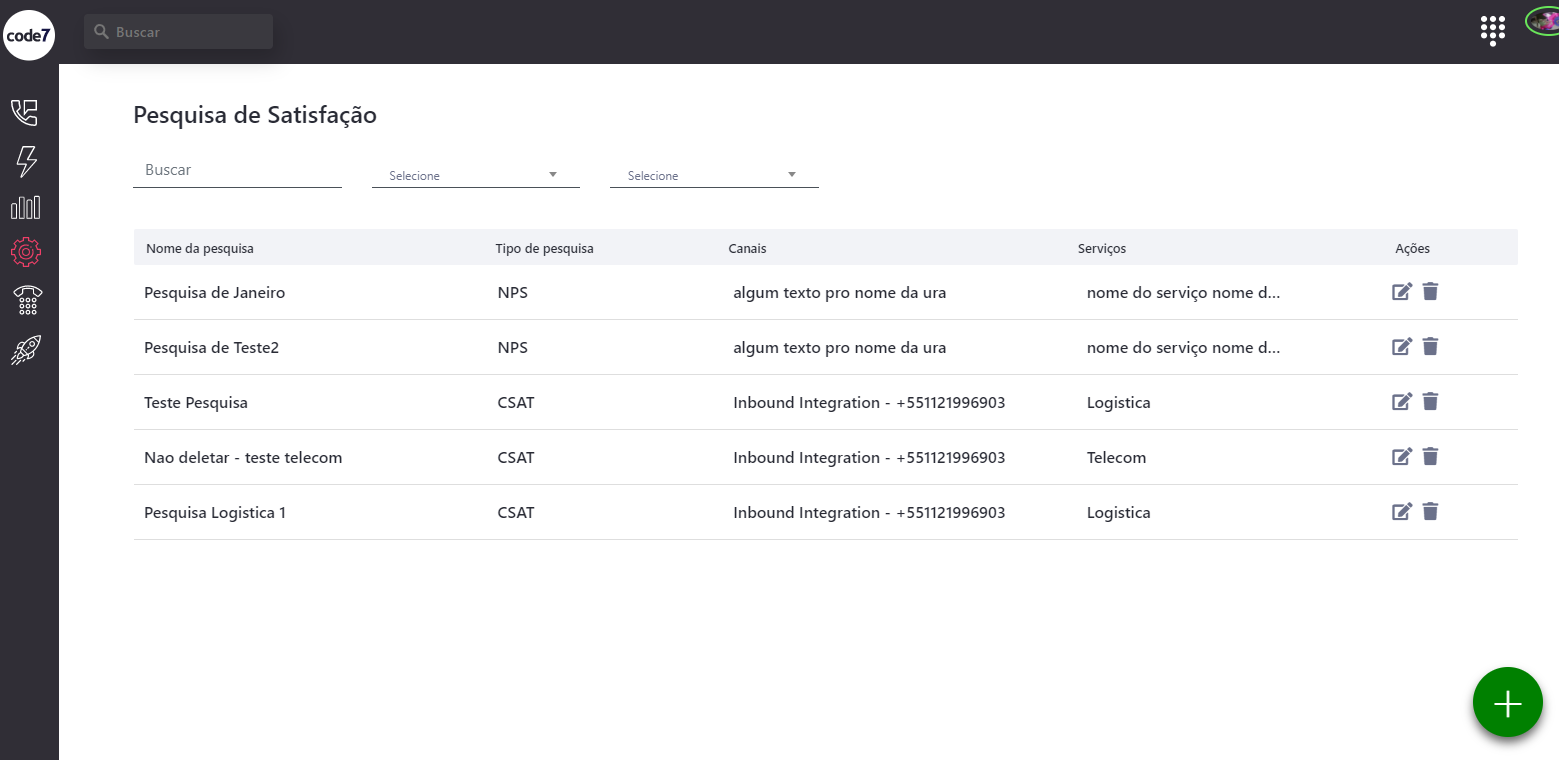 code7
Buscar
Pesquisa de Satisfação
Buscar Selecione Selecione
Nome da pesquisa Tipo de pesquisa Canais Serviços Ações
Pesquisa de Janeiro NPS algum texto pro nome da ura nome do serviço nome d...
Pesquisa de Teste2 NPS algum texto pro nome da ura nome do serviço nome d...
Teste Pesquisa CSAT Inbound Integration - +551121996903 Logistica
Nao deletar - teste telecom CSAT Inbound Integration - +551121996903 Telecom
Pesquisa Logistica 1 CSAT Inbound Integration - +551121996903 Logistica